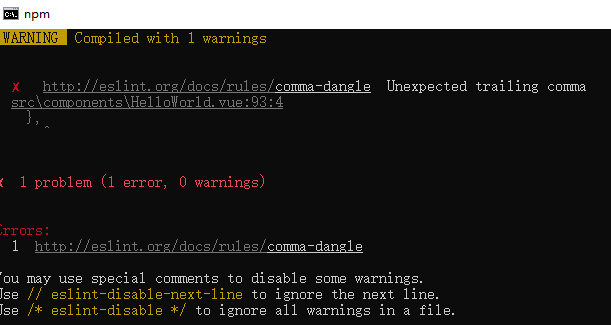 npm
WARNING  Compiled with 1 warnings
✘  http://eslint.org/docs/rules/comma-dangle  Unexpected trailing comma
src\components\HelloWorld.vue:93:4
},
^
✘  1 problem (1 error, 0 warnings)
Errors:
1  http://eslint.org/docs/rules/comma-dangle
You may use special comments to disable some warnings.
Use // eslint-disable-next-line to ignore the next line.
Use /* eslint-disable */ to ignore all warnings in a file.